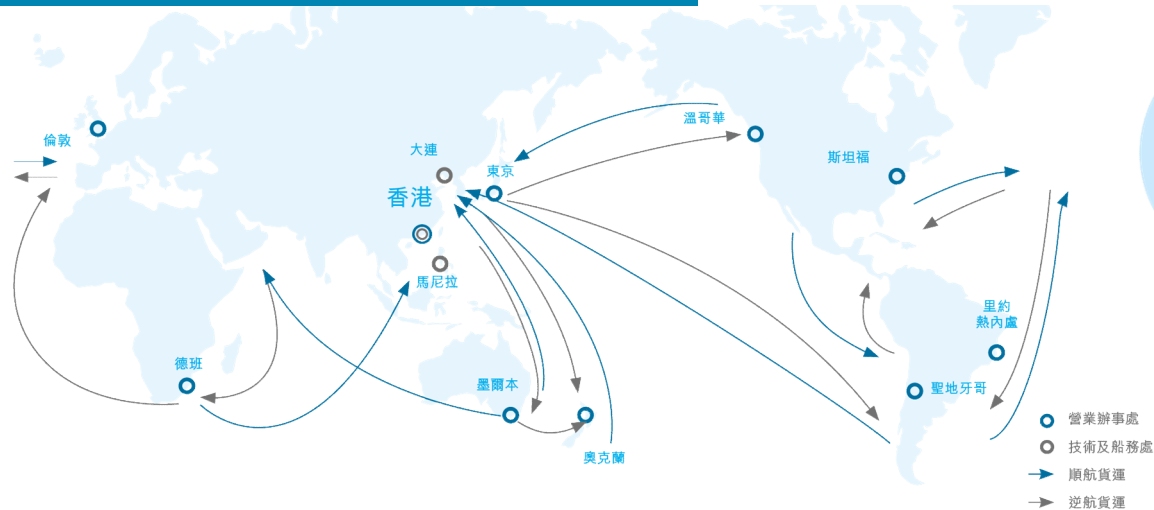 倫敦
大連
東京
香港
馬尼拉
德班
墨爾本
奧克蘭
溫哥華
斯坦福
里約
熱內盧
聖地牙哥
營業辦事處
技術及船務處
順航貨運
逆航貨運